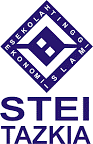 SEKOLAH TINGGI
EKONOMI ISLAM
STEI
TAZKIA